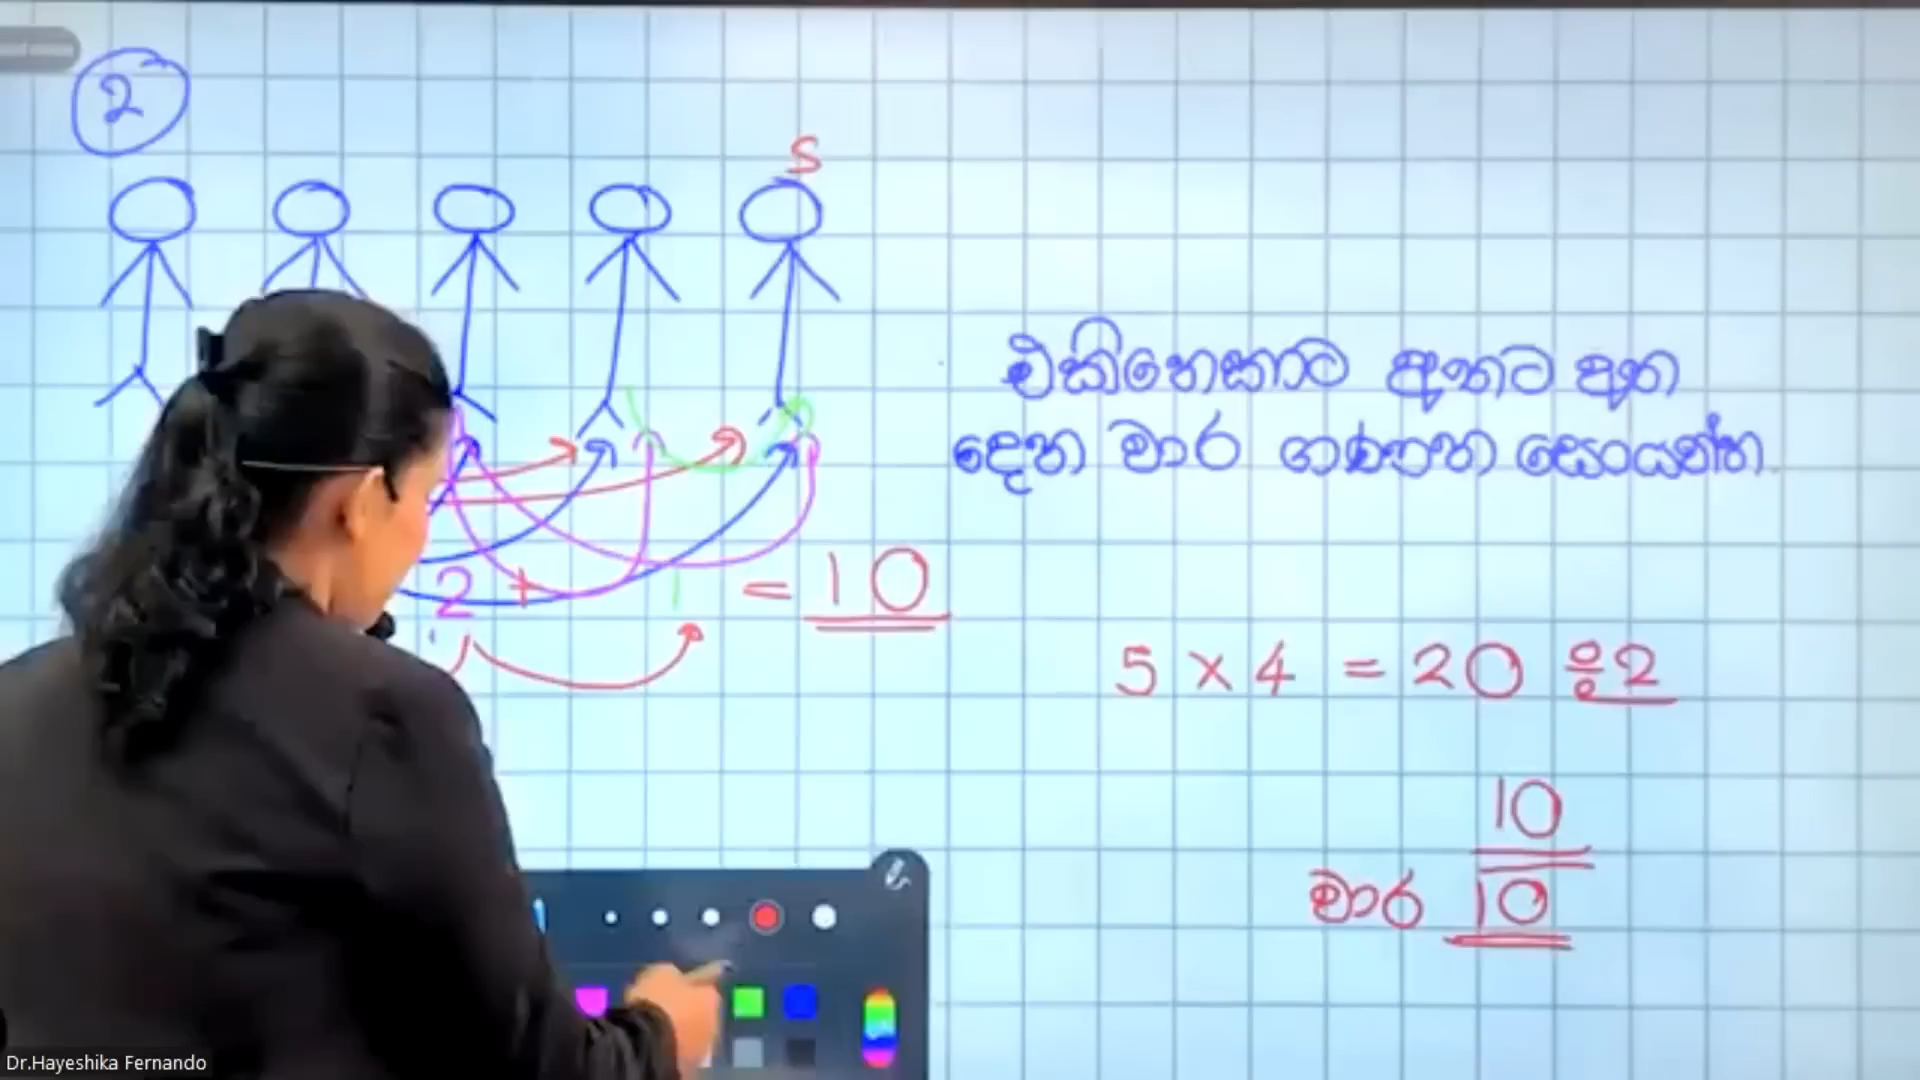 2
5
එකිනෙකාට අතට අත
දෙන වාර ගණන සොයන්න
2 + 1 = 10
5 × 4 = 20 ÷ 2
10
වාර 10
Dr.Hayeshika Fernando